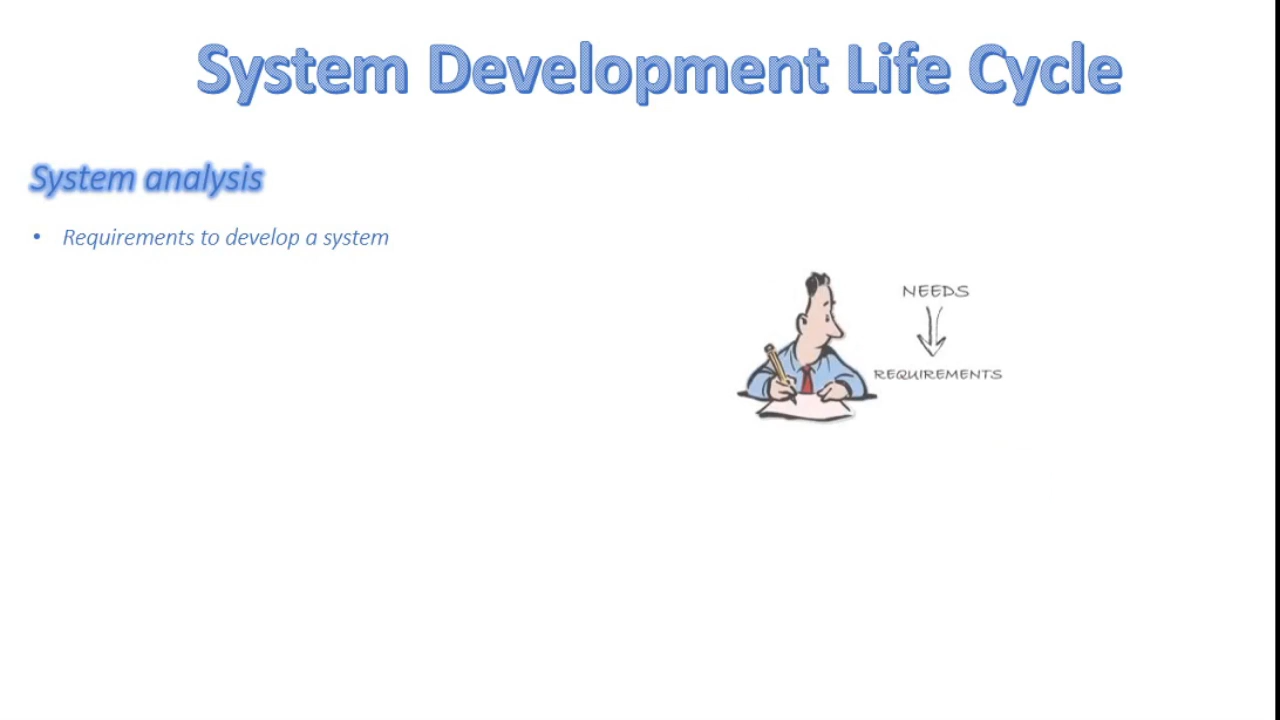 System Development Life Cycle
System analysis
• Requirements to develop a system
NEEDS
REQUIREMENTS